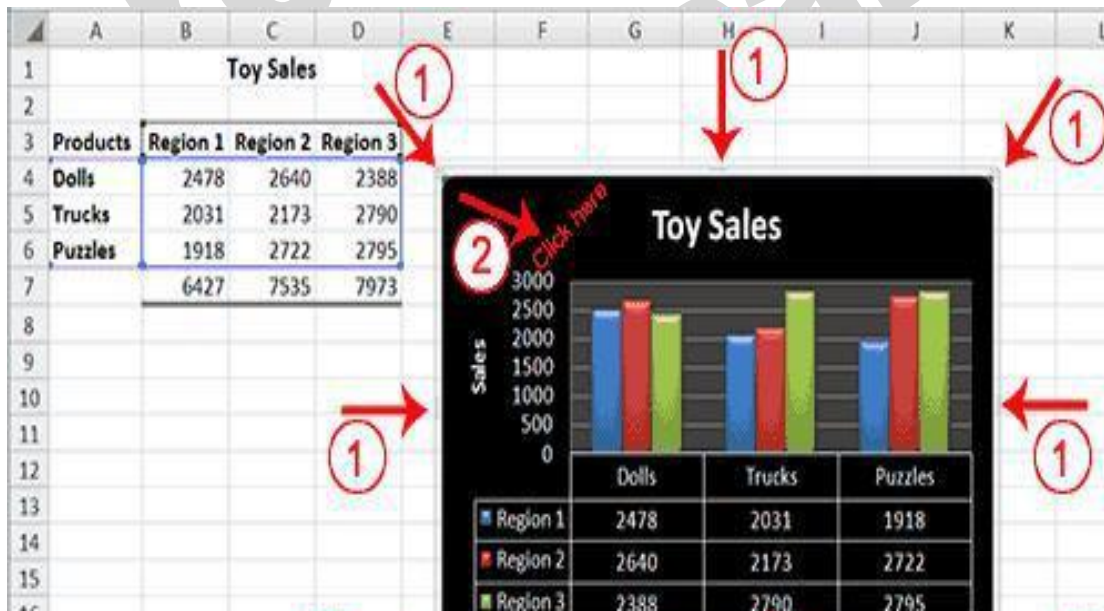 A B C D E F G H I J K L
1 Toy Sales 1 1 1
2
3 Products Region 1 Region 2 Region 3
4 Dolls 2478 2640 2388
5 Trucks 2031 2173 2790
6 Puzzles 1918 2722 2795
7 6427 7535 7973
8
9
10
11
12
13
14
15
16
2 Click here
Toy Sales
3000
2500
2000
1500
1000
500
0
Sales
1 1
Dolls Trucks Puzzles
Region 1 2478 2031 1918
Region 2 2640 2173 2722
Region 3 2388 2790 2795